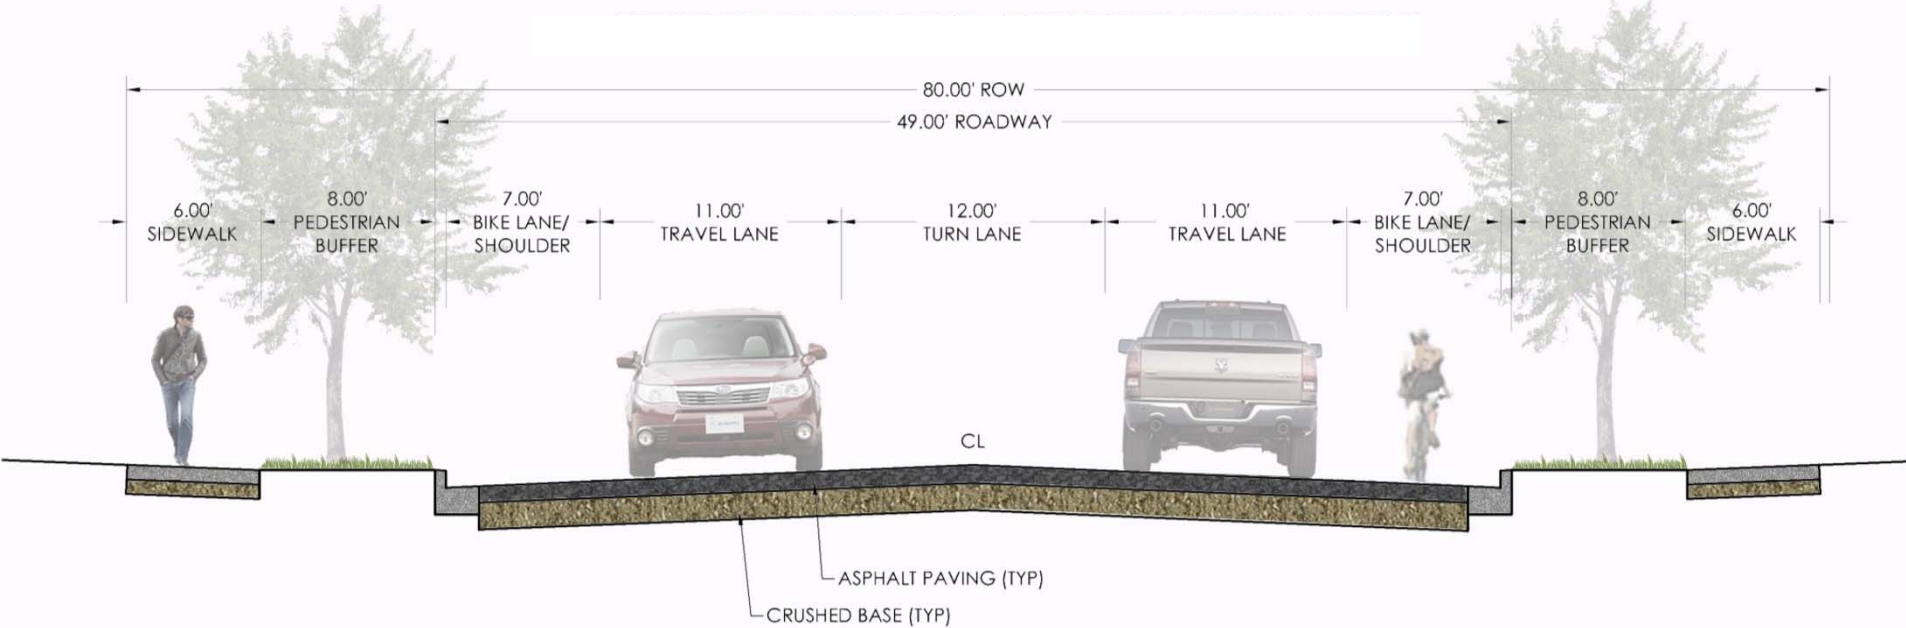 80.00' ROW
49.00' ROADWAY
6.00'
SIDEWALK
8.00'
PEDESTRIAN
BUFFER
7.00'
BIKE LANE/
SHOULDER
11.00'
TRAVEL LANE
12.00'
TURN LANE
11.00'
TRAVEL LANE
7.00'
BIKE LANE/
SHOULDER
8.00'
PEDESTRIAN
BUFFER
6.00'
SIDEWALK
CL
ASPHALT PAVING (TYP)
CRUSHED BASE (TYP)